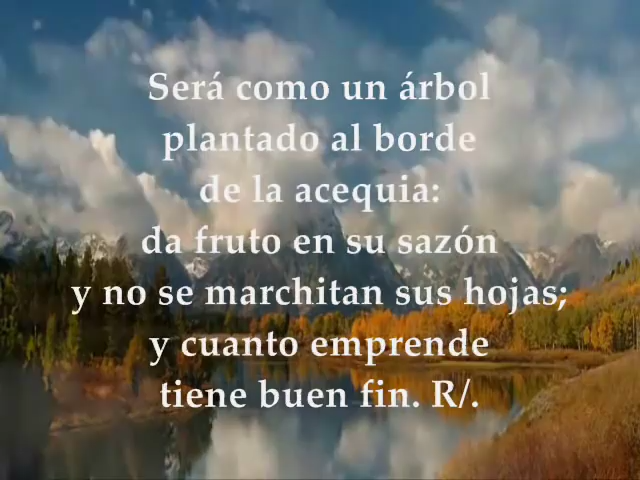 Será como un árbol
plantado al borde
de la acequia:
da fruto en su sazón
y no se marchitan sus hojas;
y cuanto emprende
tiene buen fin. R/.